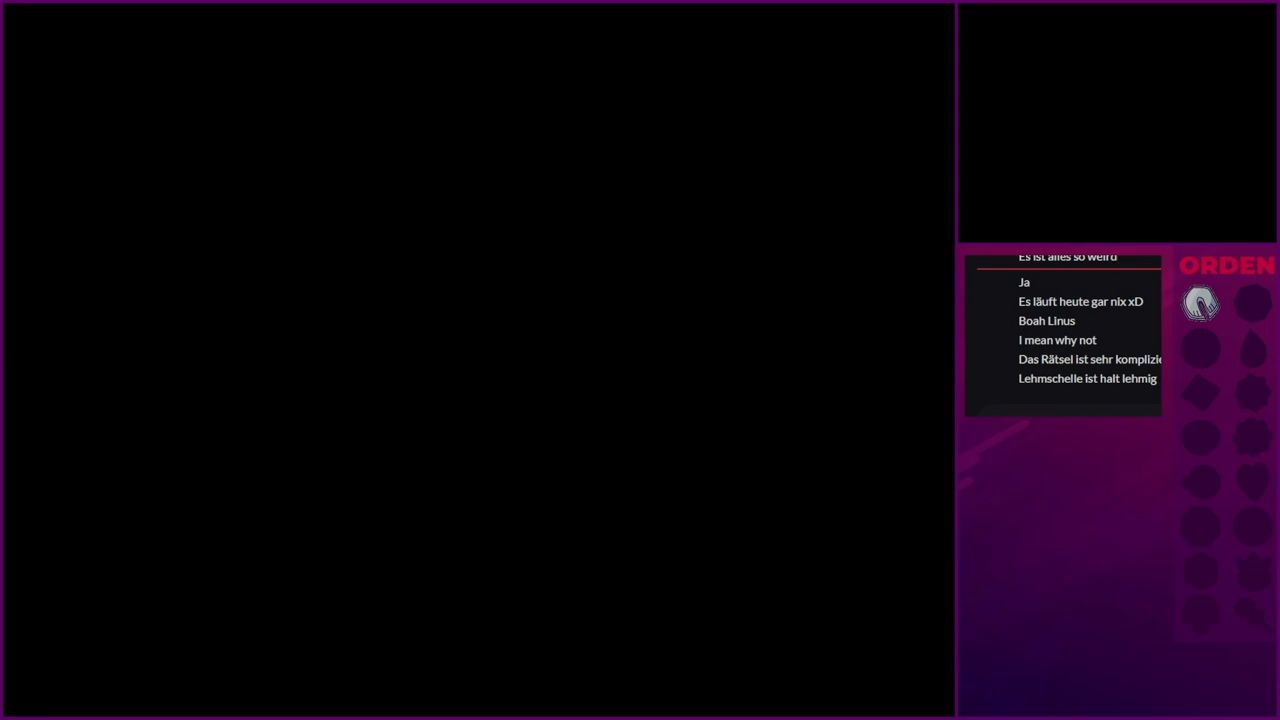 Es ist alles so weird
ORDEN
Ja
Es läuft heute gar nix xD
Boah Linus
I mean why not
Das Rätsel ist sehr komplizie
Lehmschelle ist halt lehmig